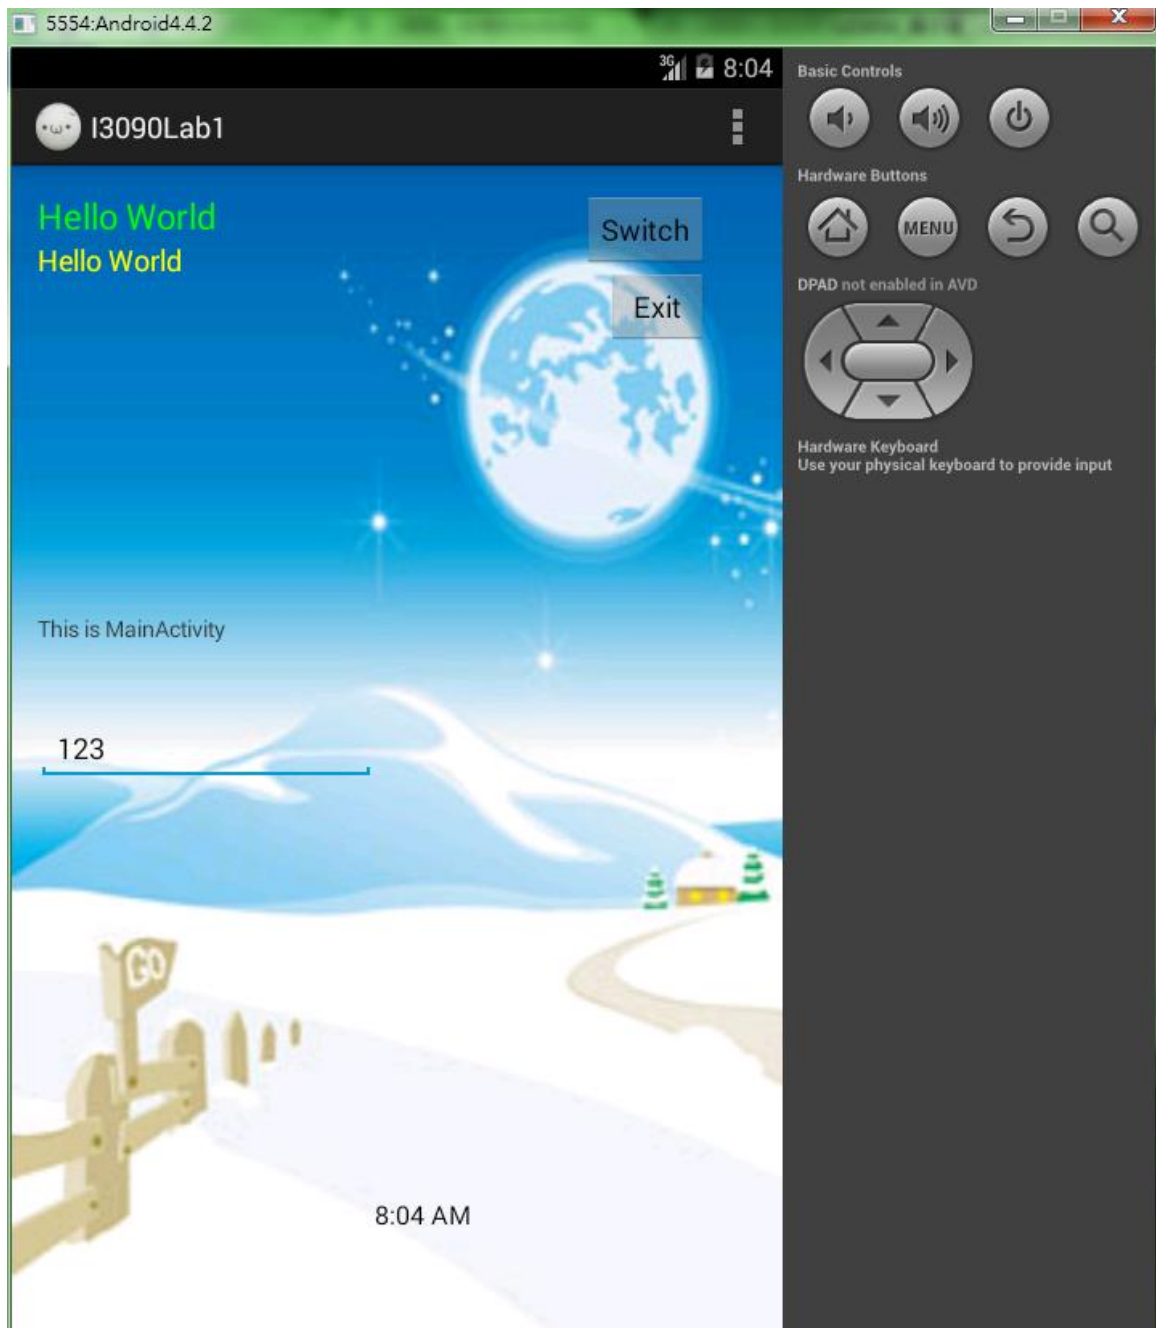 5554:Android4.4.2
3G 8:04
I3090Lab1
Hello World
Hello World
Switch
Exit
This is MainActivity
123
GO
8:04 AM
Basic Controls
Hardware Buttons
MENU
DPAD not enabled in AVD
Hardware Keyboard
Use your physical keyboard to provide input